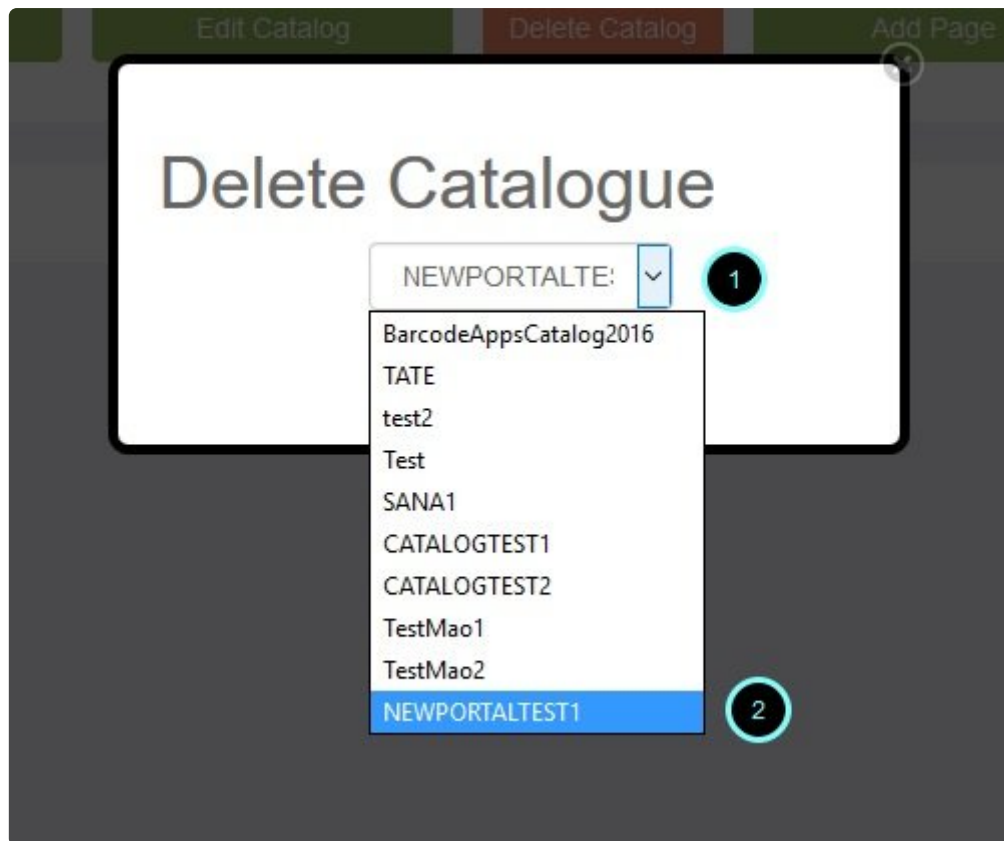 Edit Catalog Delete Catalog Add Page
Delete Catalogue
NEWPORTALTES 1
BarcodeAppsCatalog2016
TATE
test2
Test
SANA1
CATALOGTEST1
CATALOGTEST2
TestMao1
TestMao2
NEWPORTALTEST1 2